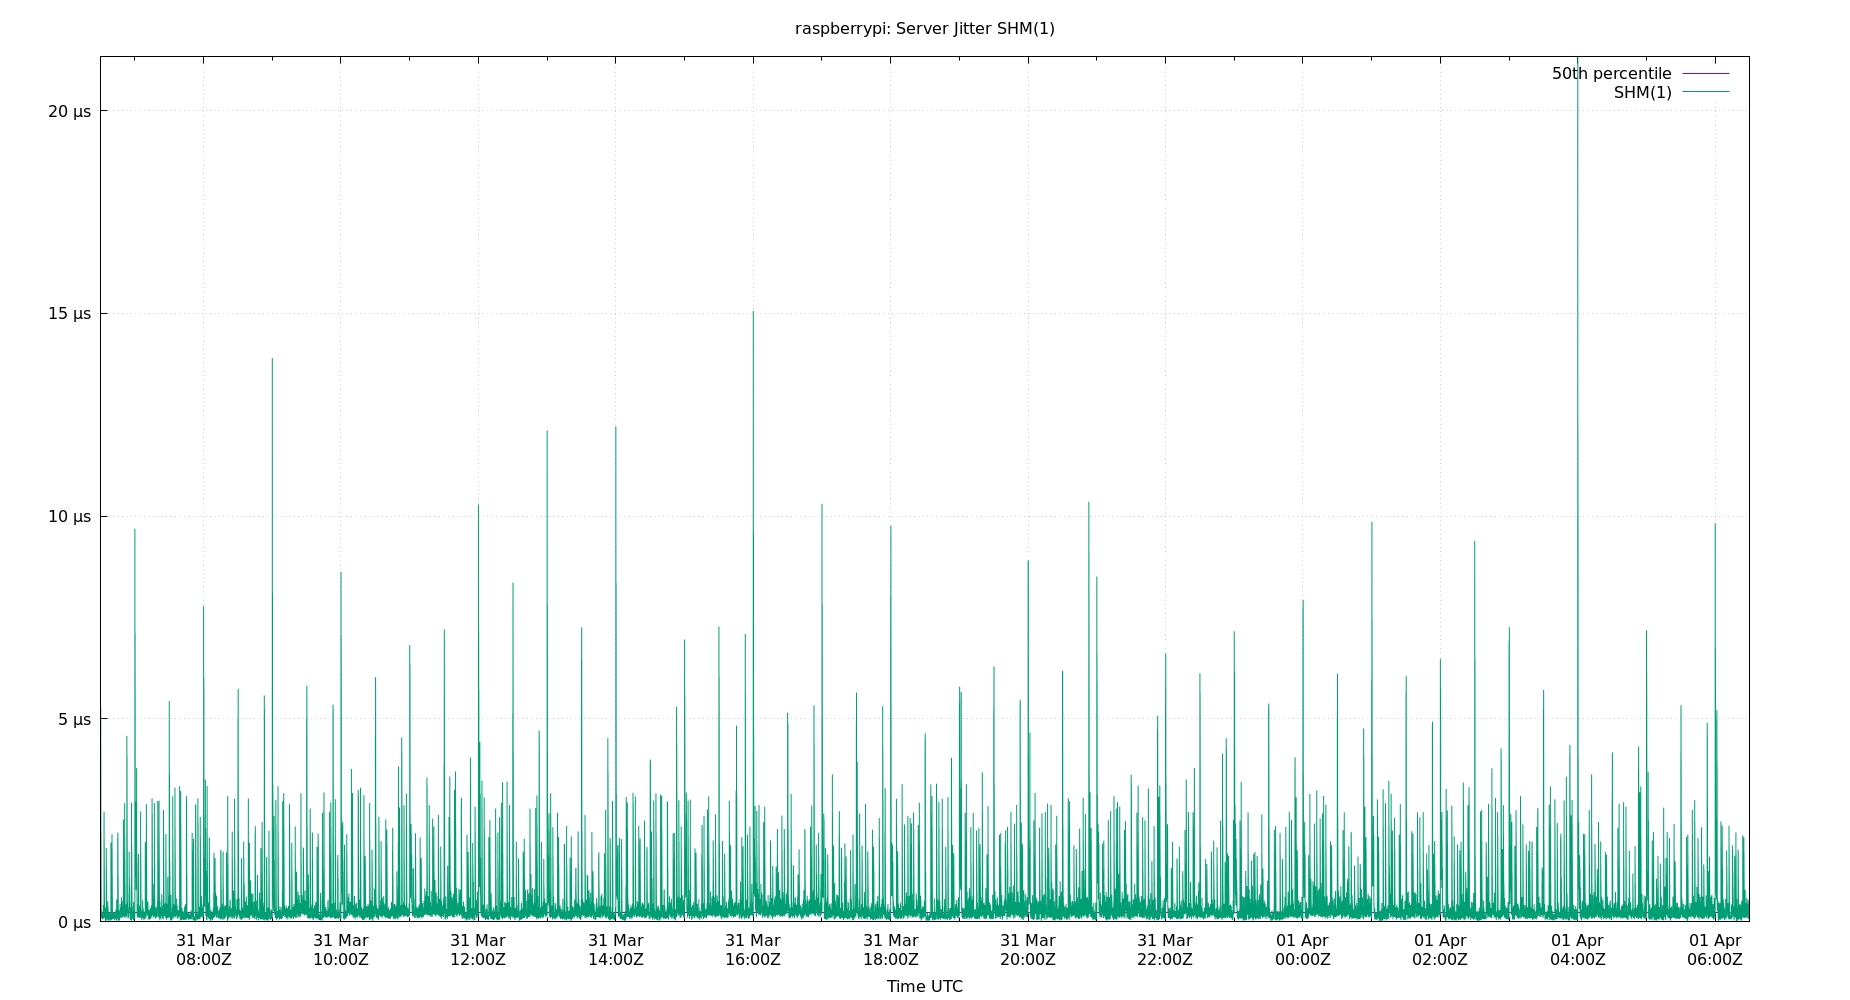 raspberrypi: Server Jitter SHM(1)
50th percentile
SHM(1)
20 µs
15 µs
10 µs
5 µs
0 µs
31 Mar 31 Mar 31 Mar 31 Mar 31 Mar 31 Mar 31 Mar 31 Mar 01 Apr 01 Apr 01 Apr 01 Apr
08:00Z 10:00Z 12:00Z 14:00Z 16:00Z 18:00Z 20:00Z 22:00Z 00:00Z 02:00Z 04:00Z 06:00Z
Time UTC